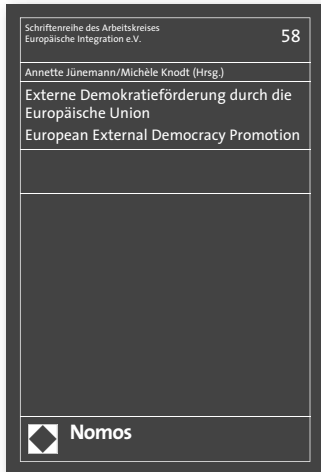 Schriftenreihe des Arbeitskreises
Europäische Integration e.V.
58
Annette Jünemann/Michèle Knodt (Hrsg.)
Externe Demokratieförderung durch die
Europäische Union
European External Democracy Promotion
Nomos